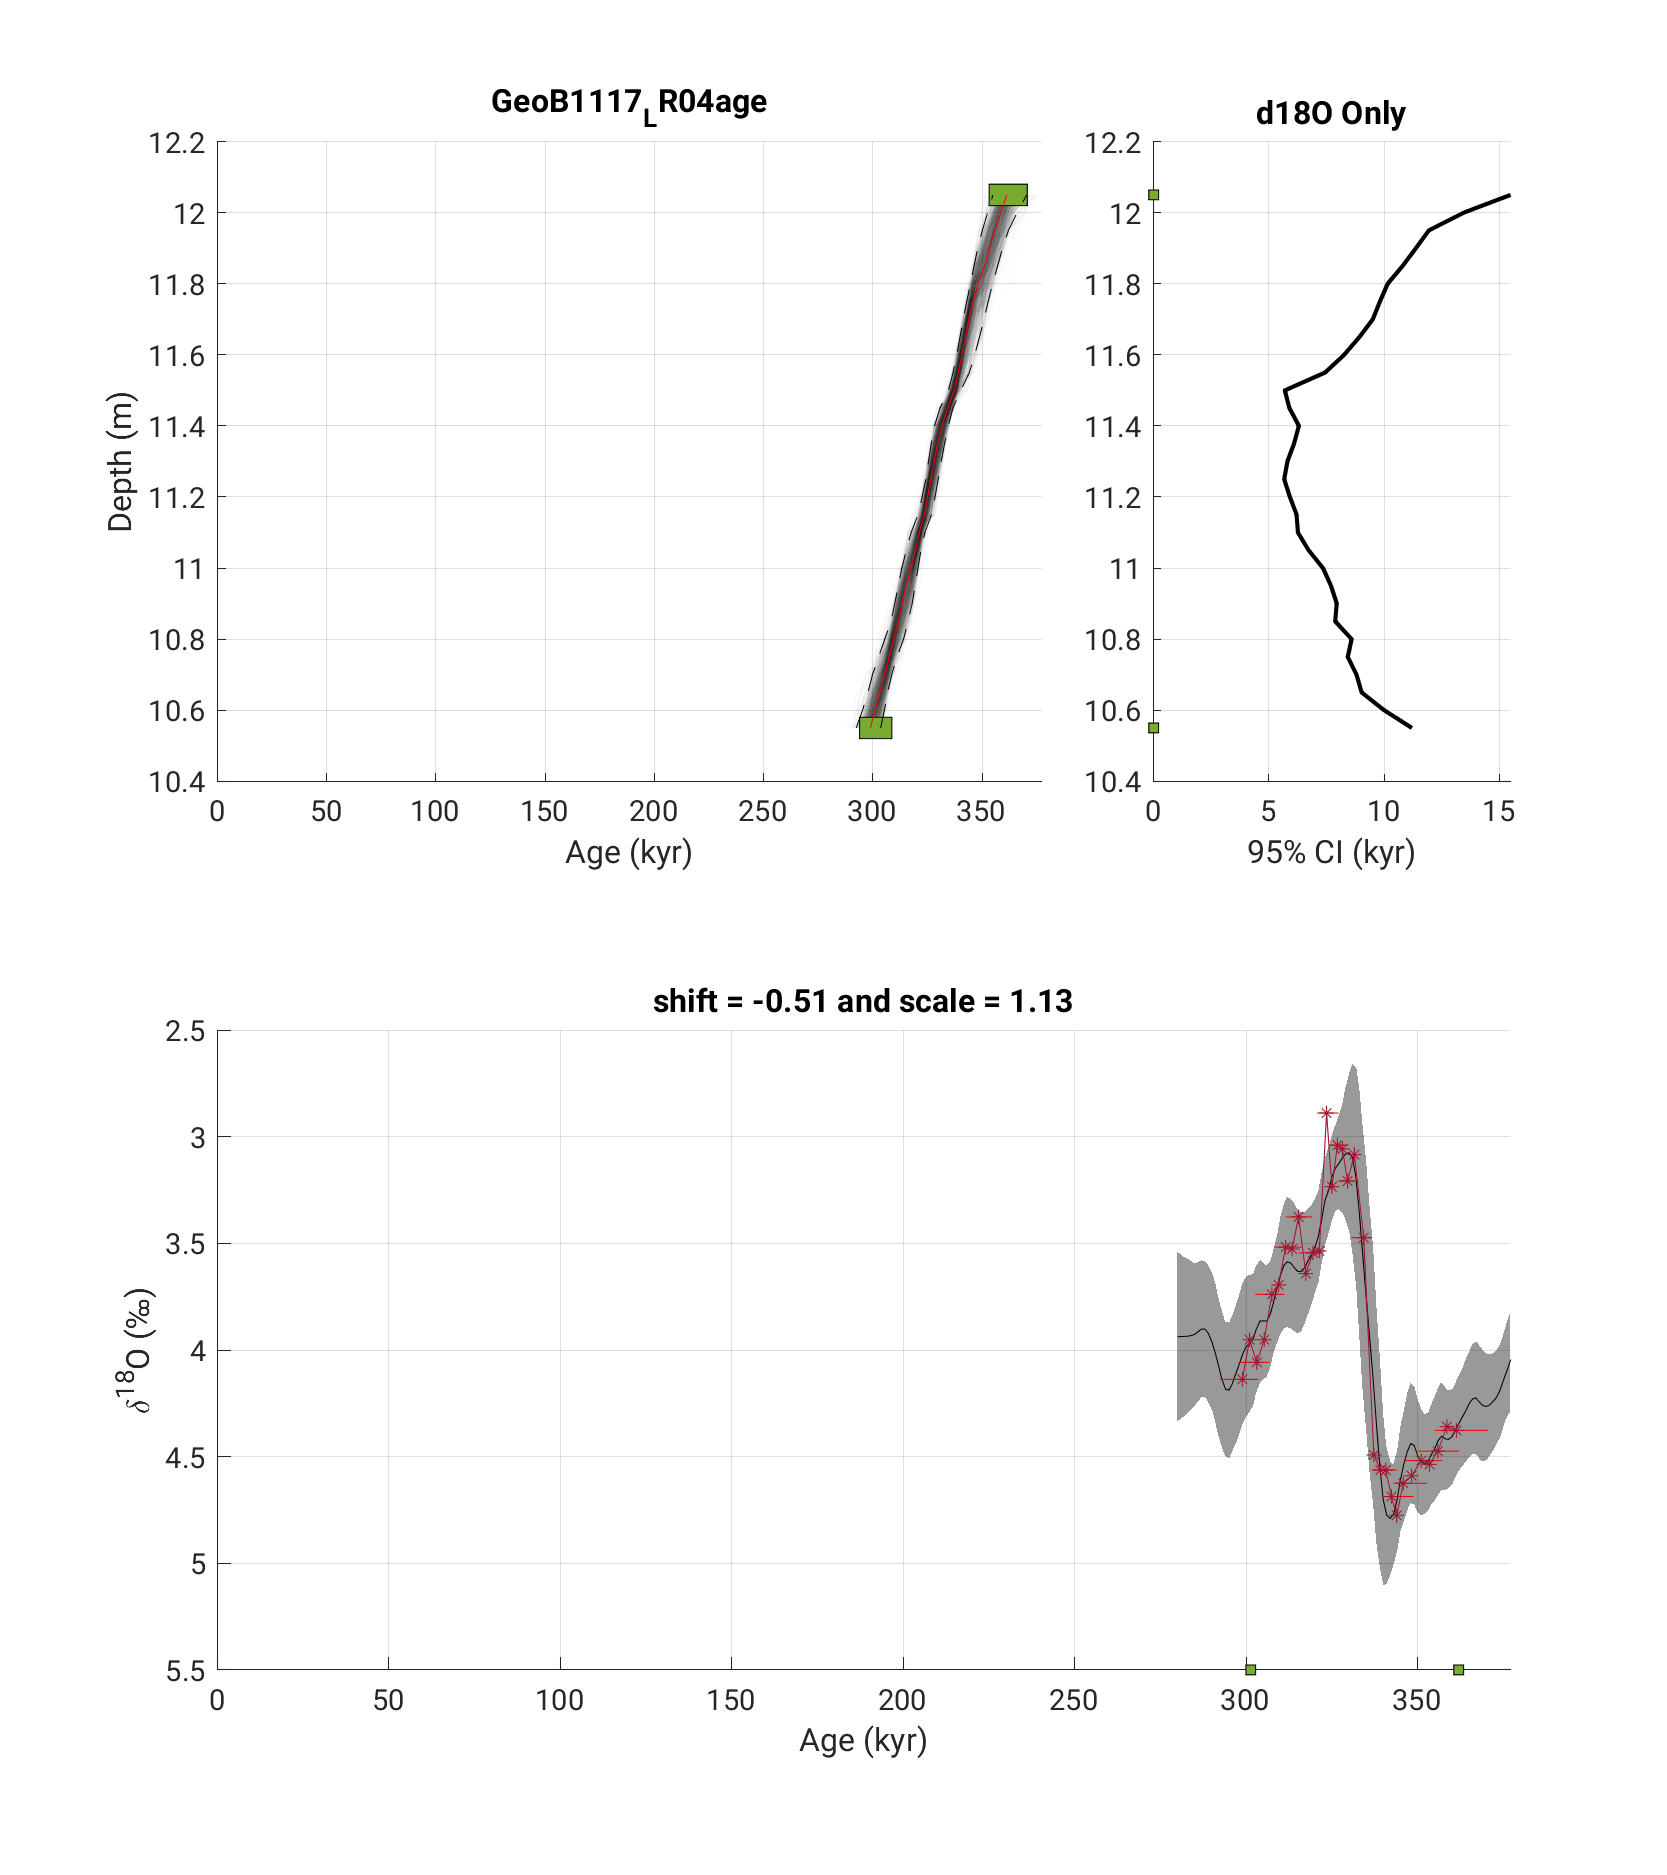 GeoB1117LR04age
d18O Only
12.2
12
11.8
11.6
11.4
11.2
11
10.8
10.6
10.4
Depth (m)
0 50 100 150 200 250 300 350
Age (kyr)
12.2
12
11.8
11.6
11.4
11.2
11
10.8
10.6
10.4
0 5 10 15
95% CI (kyr)
shift = -0.51 and scale = 1.13
2.5
3
3.5
4
4.5
5
5.5
δ18O (‰)
0 50 100 150 200 250 300 350
Age (kyr)